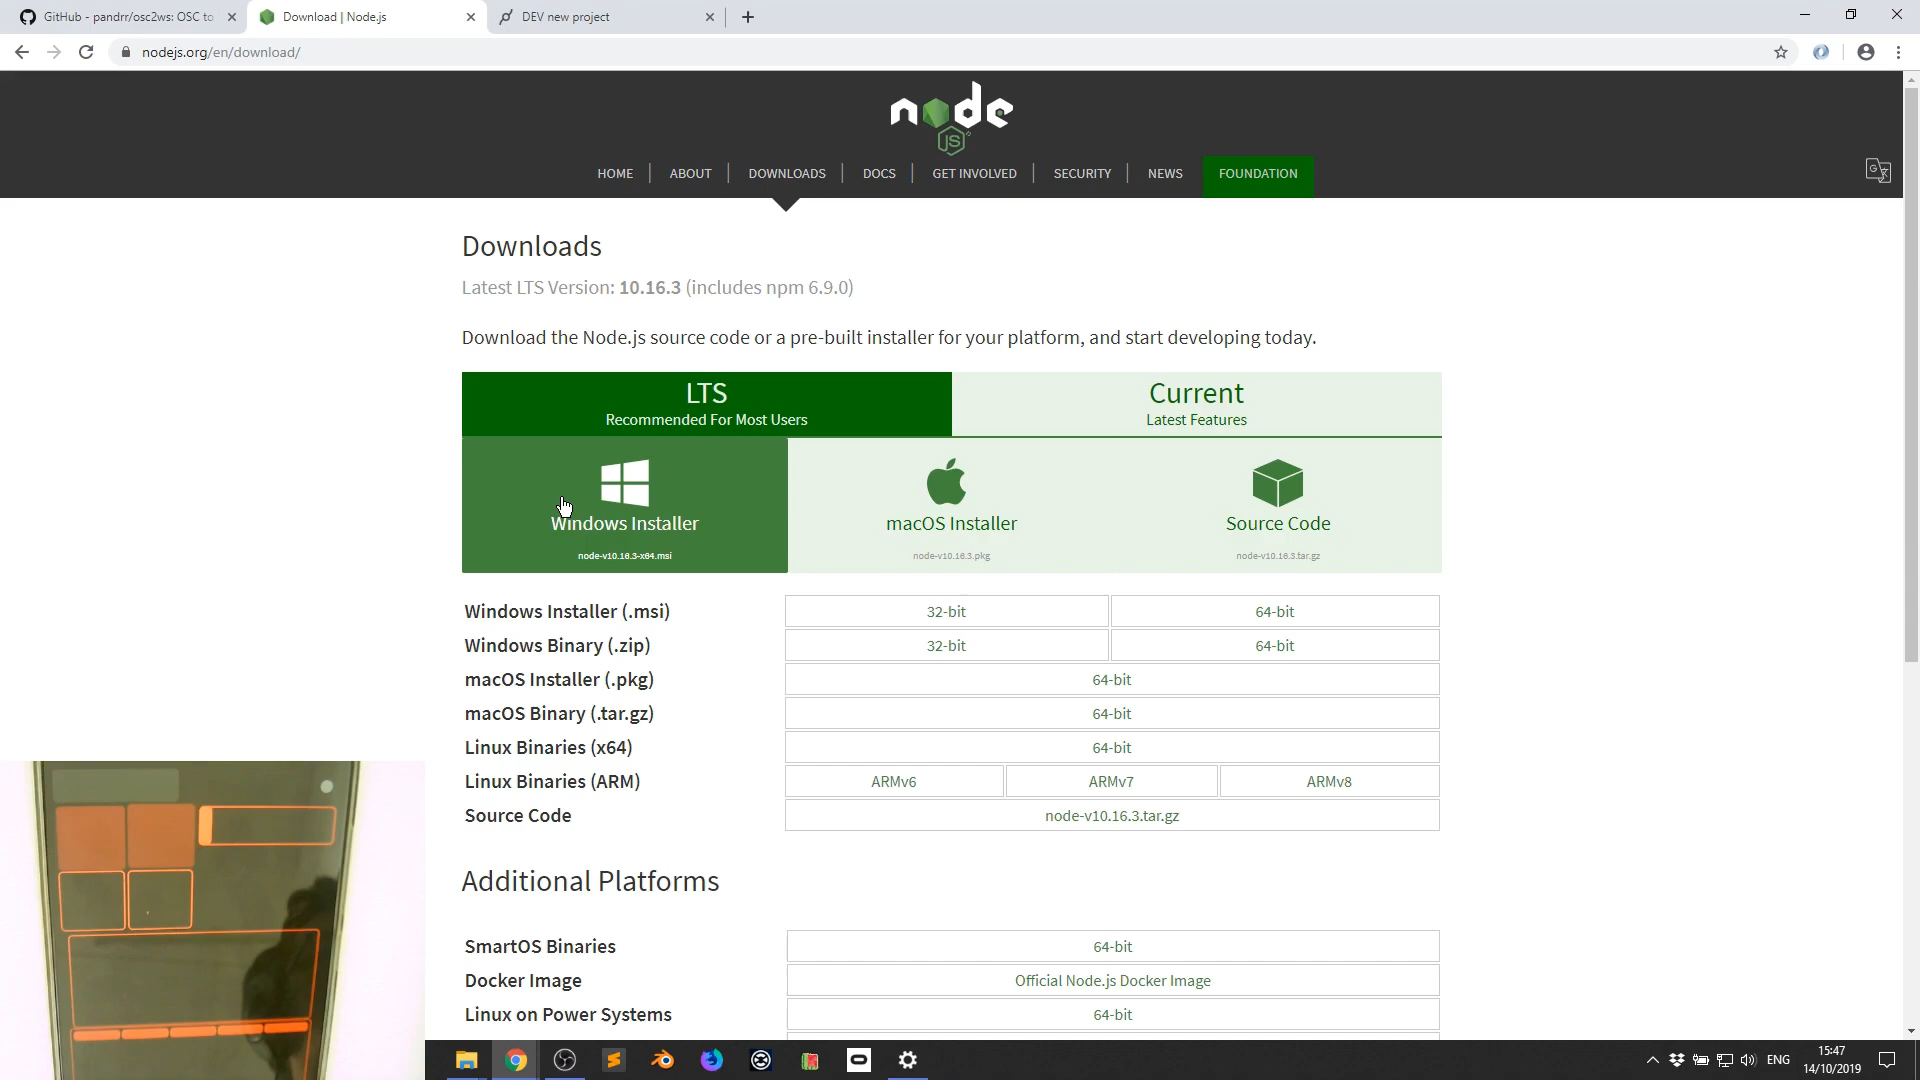 GitHub - pandrr/osc2ws: OSC to
Download | Node.js
DEV new project
nodejs.org/en/download/
node
JS
HOME
ABOUT
DOWNLOADS
DOCS
GET INVOLVED
SECURITY
NEWS
FOUNDATION
Downloads
Latest LTS Version: 10.16.3 (includes npm 6.9.0)
Download the Node.js source code or a pre-built installer for your platform, and start developing today.
LTS
Recommended For Most Users
Current
Latest Features
Windows Installer
node-v10.16.3-x64.msi
macOS Installer
node-v10.16.3.pkg
Source Code
node-v10.16.3.tar.gz
Windows Installer (.msi) 32-bit 64-bit
Windows Binary (.zip) 32-bit 64-bit
macOS Installer (.pkg) 64-bit
macOS Binary (.tar.gz) 64-bit
Linux Binaries (x64) 64-bit
Linux Binaries (ARM) ARMv6 ARMv7 ARMv8
Source Code node-v10.16.3.tar.gz
Additional Platforms
SmartOS Binaries 64-bit
Docker Image Official Node.js Docker Image
Linux on Power Systems 64-bit
ENG
15:47
14/10/2019